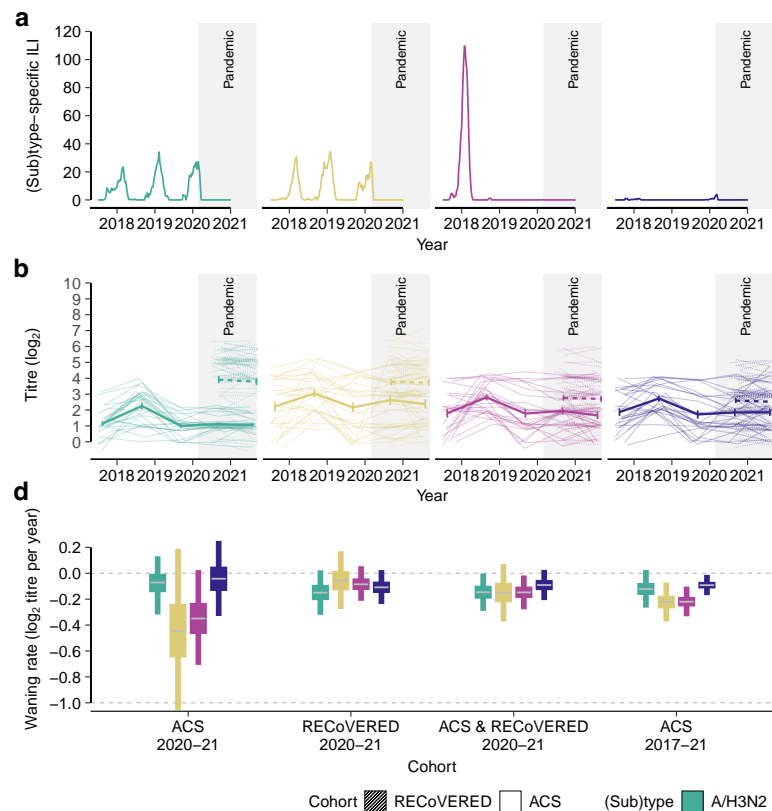 a
(Sub)type−specific ILI
120
100
80
60
40
20
0
Pandemic
Pandemic
Pandemic
Pandemic
2018 2019 2020 2021
2018 2019 2020 2021
2018 2019 2020 2021
2018 2019 2020 2021
Year
b
Titre (log2)
10
9
8
7
6
5
4
3
2
1
0
Pandemic
Pandemic
Pandemic
Pandemic
2018 2019 2020 2021
2018 2019 2020 2021
2018 2019 2020 2021
2018 2019 2020 2021
Year
d
Waning rate (log2 titre per year)
0.2
0.0
−0.2
−0.4
−0.6
−0.8
−1.0
ACS RECoVERED ACS & RECoVERED ACS
2020−21 2020−21 2020−21 2017−21
Cohort
Cohort RECoVERED ACS (Sub)type A/H3N2